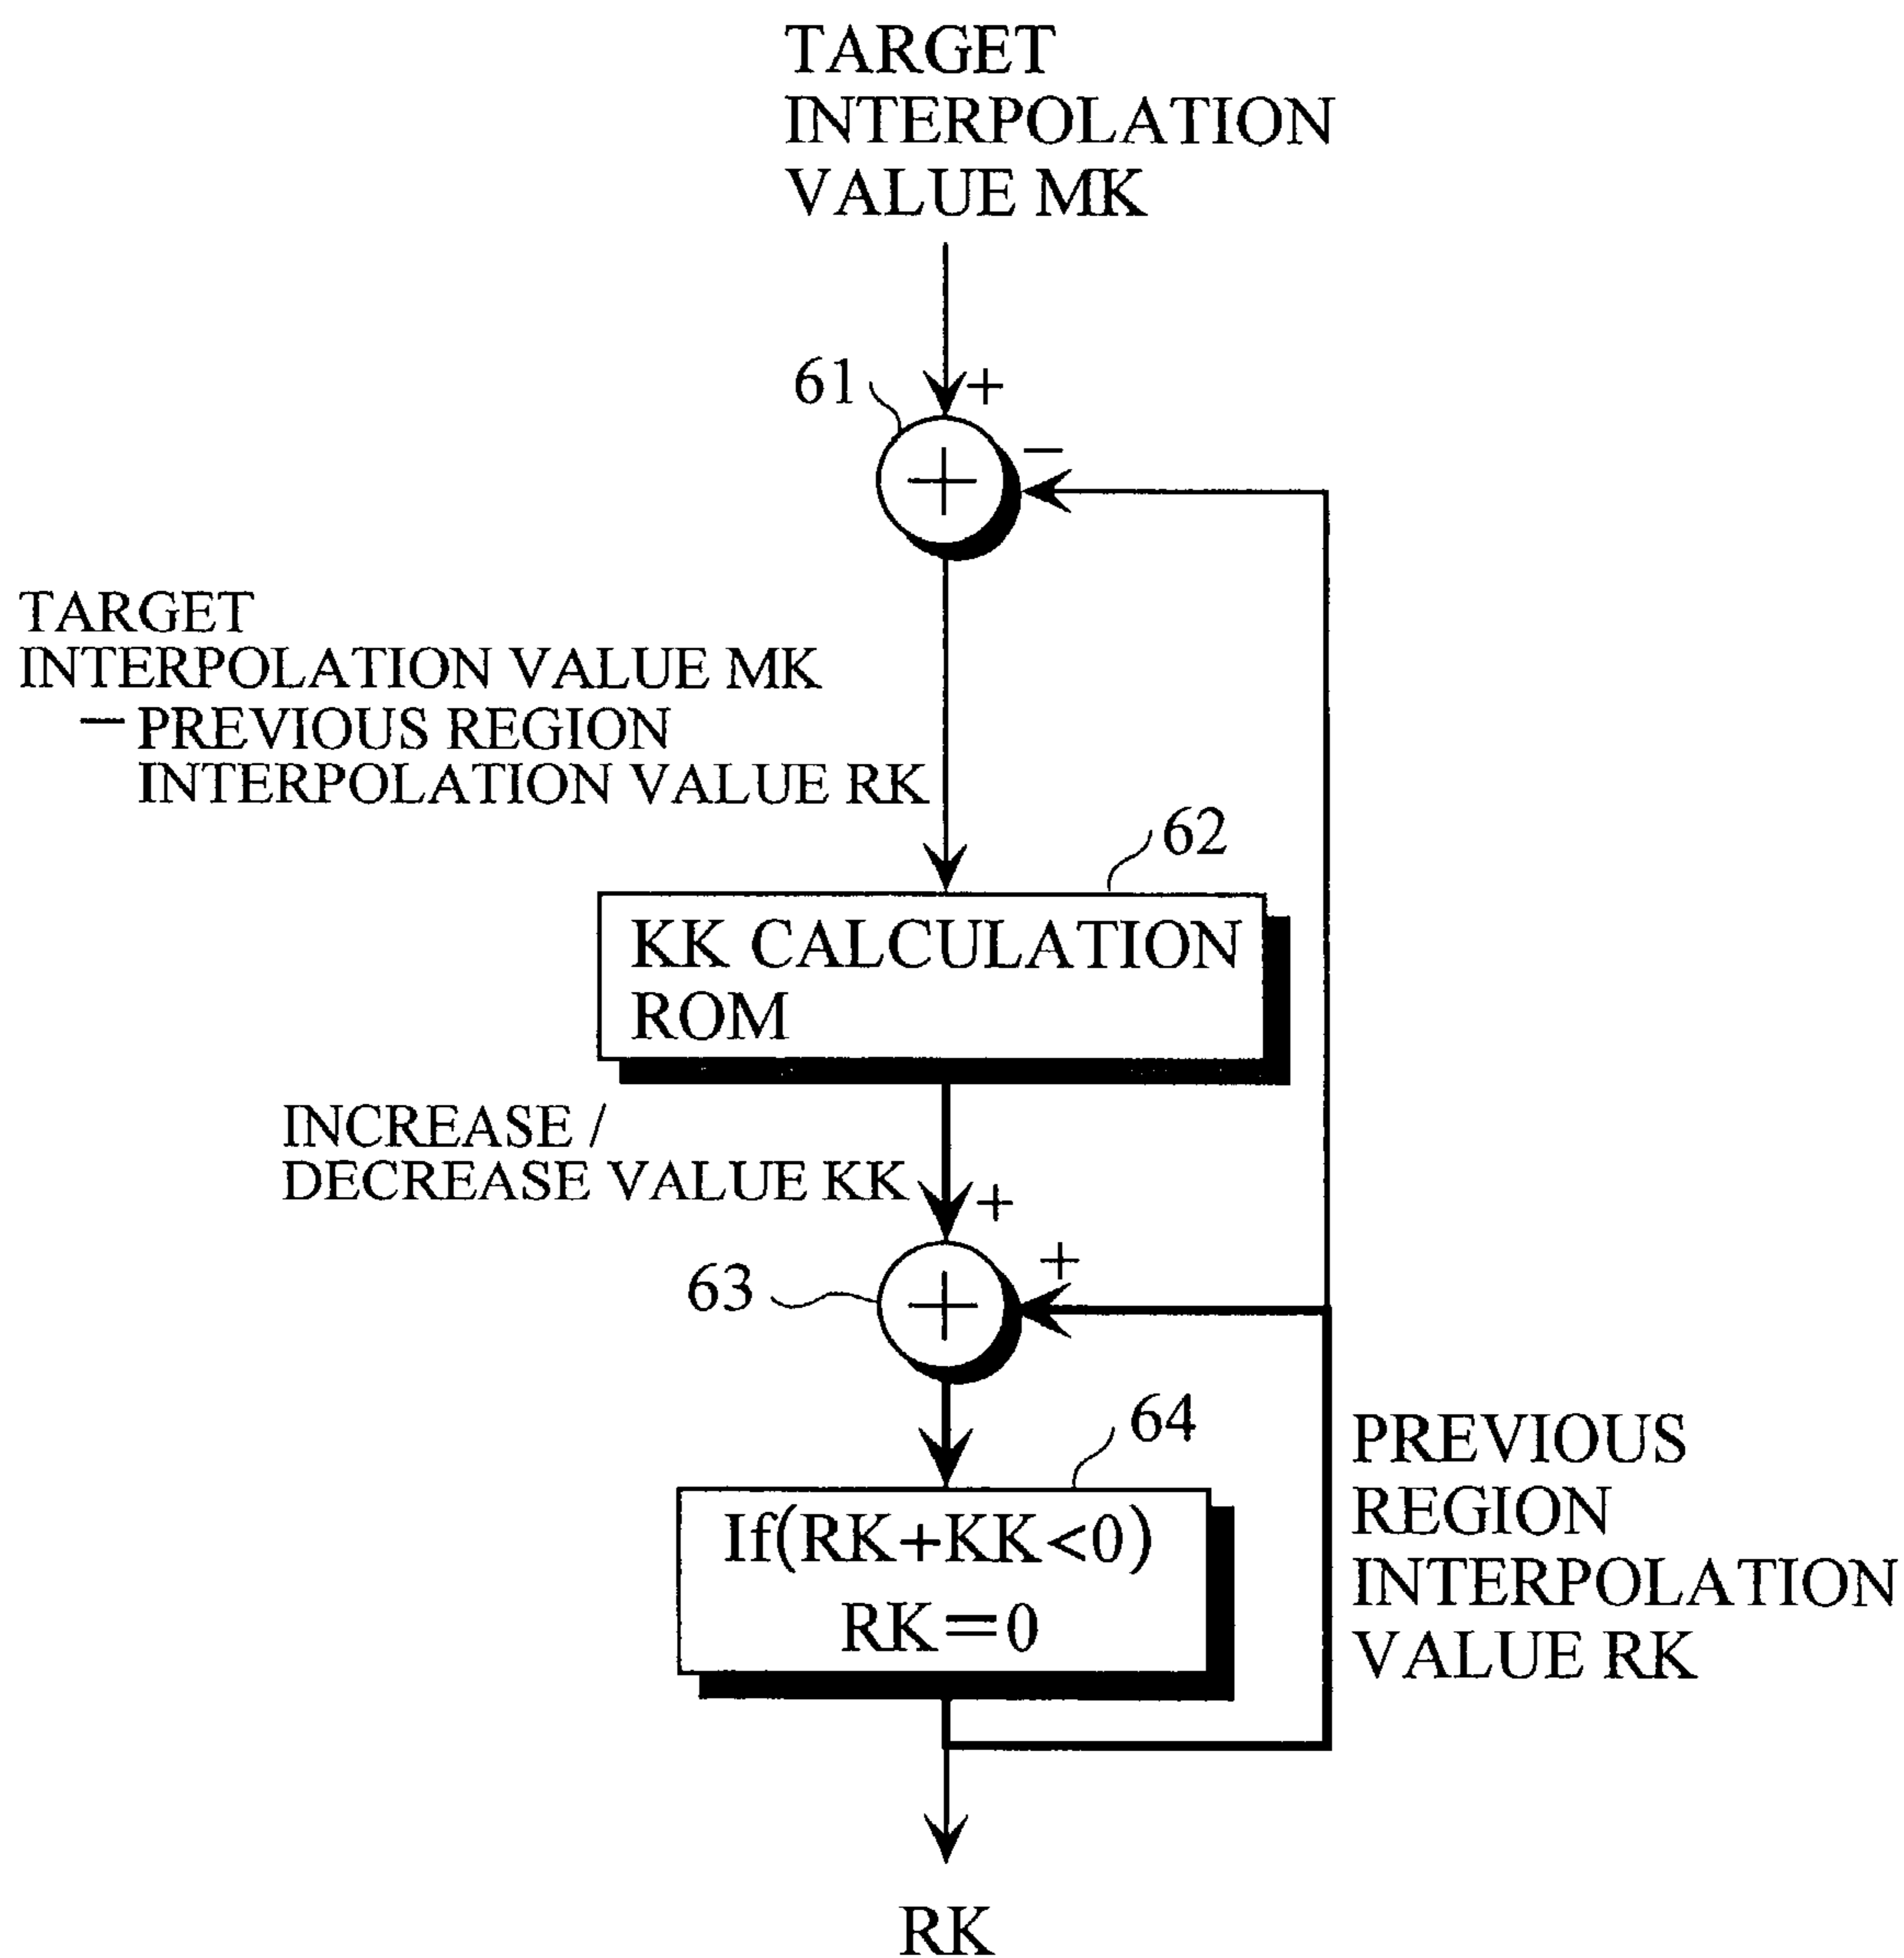 TARGET
INTERPOLATION
VALUE MK
61
+
−
+
TARGET
INTERPOLATION VALUE MK
− PREVIOUS REGION
INTERPOLATION VALUE RK
62
KK CALCULATION
ROM
INCREASE /
DECREASE VALUE KK
+
+
63
+
64
If(RK+KK<0)
RK=0
PREVIOUS
REGION
INTERPOLATION
VALUE RK
RK